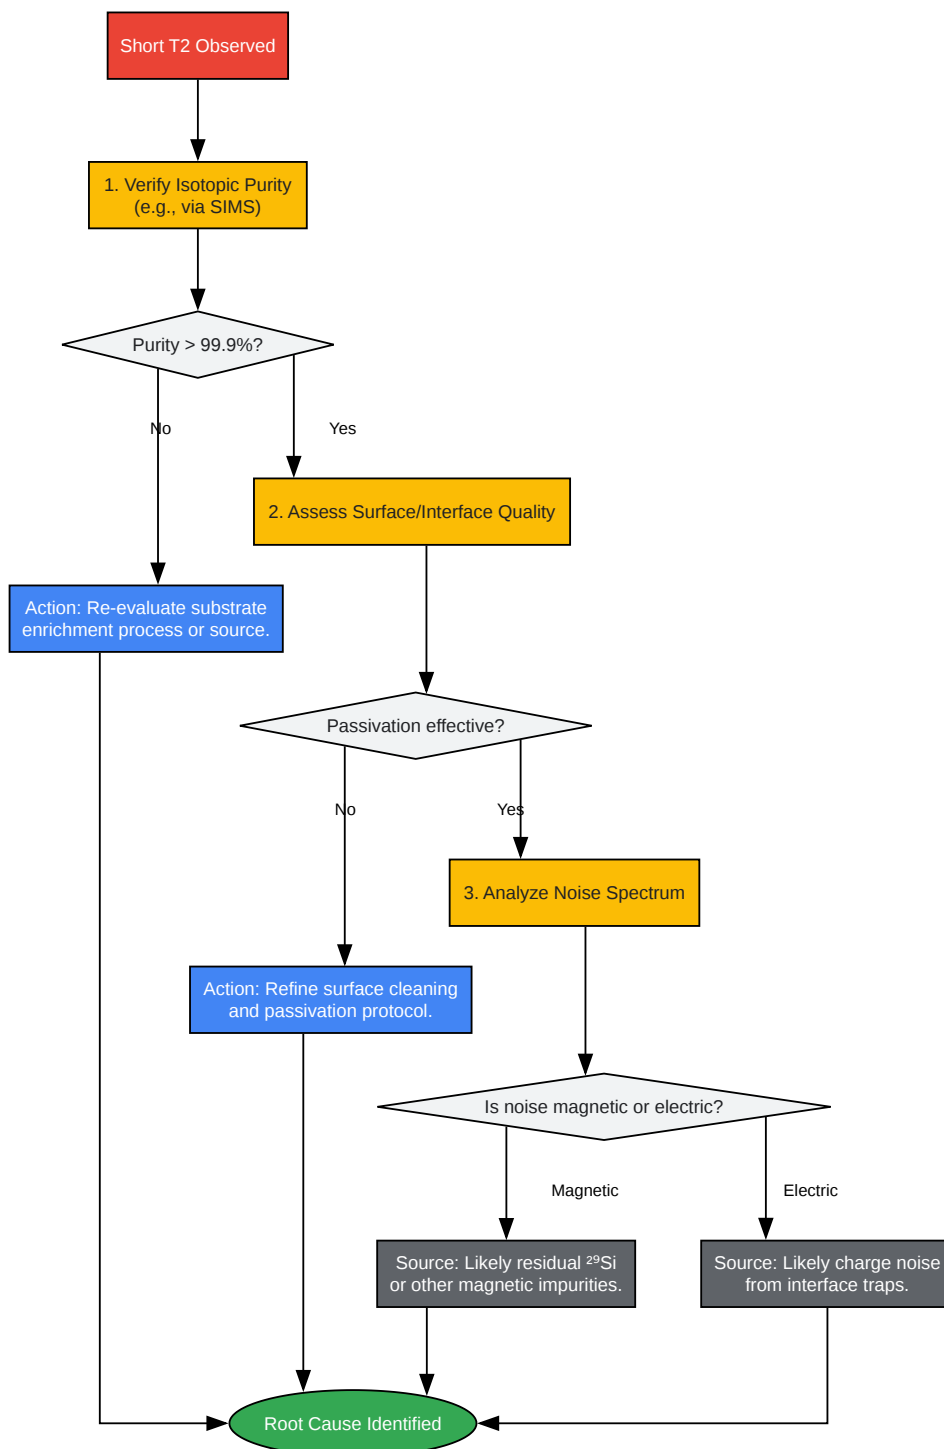 Short T2 Observed
1. Verify Isotopic Purity
(e.g., via SIMS)
Purity > 99.9%?
No
Yes
2. Assess Surface/Interface Quality
Action: Re-evaluate substrate
enrichment process or source.
Passivation effective?
No
Yes
3. Analyze Noise Spectrum
Action: Refine surface cleaning
and passivation protocol.
Is noise magnetic or electric?
Magnetic
Electric
Source: Likely residual ²⁹Si
or other magnetic impurities.
Source: Likely charge noise
from interface traps.
Root Cause Identified